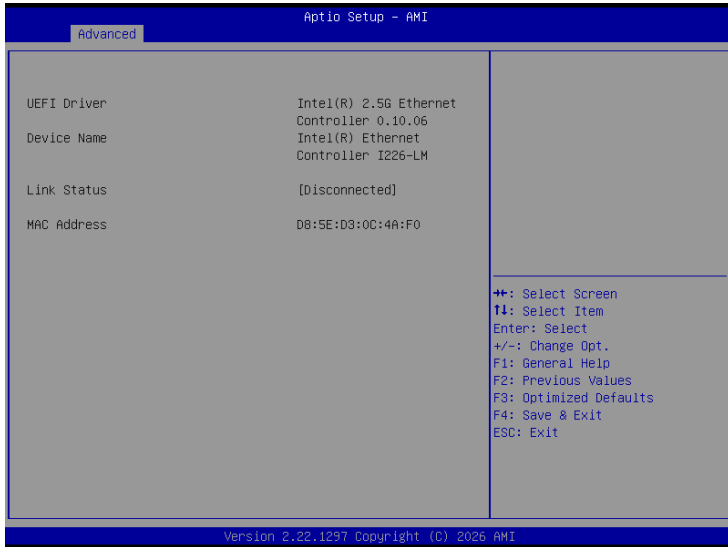 Aptio Setup – AMI
Advanced
UEFI Driver Intel(R) 2.5G Ethernet
Controller 0.10.06
Device Name Intel(R) Ethernet
Controller I226-LM
Link Status [Disconnected]
MAC Address D8:5E:D3:0C:4A:F0
→←: Select Screen
↑↓: Select Item
Enter: Select
+/-: Change Opt.
F1: General Help
F2: Previous Values
F3: Optimized Defaults
F4: Save & Exit
ESC: Exit
Version 2.22.1297 Copyright (C) 2026 AMI